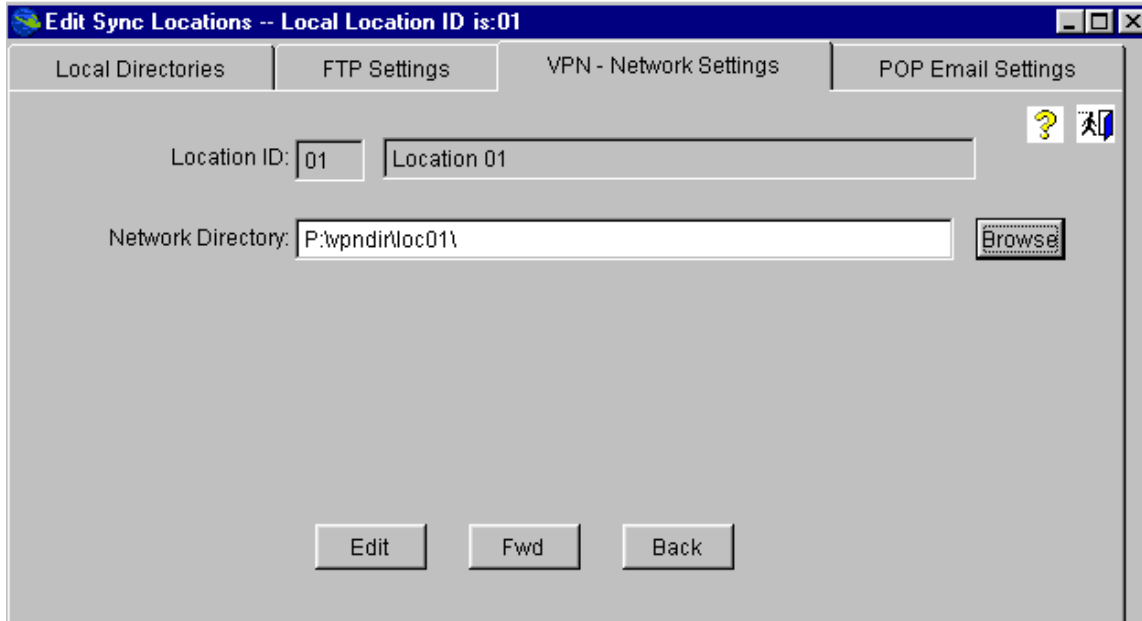 Edit Sync Locations -- Local Location ID is:01
Local Directories FTP Settings VPN - Network Settings POP Email Settings
Location ID: 01 Location 01
Network Directory: P:\vpndir\loc01\ Browse
Edit Fwd Back